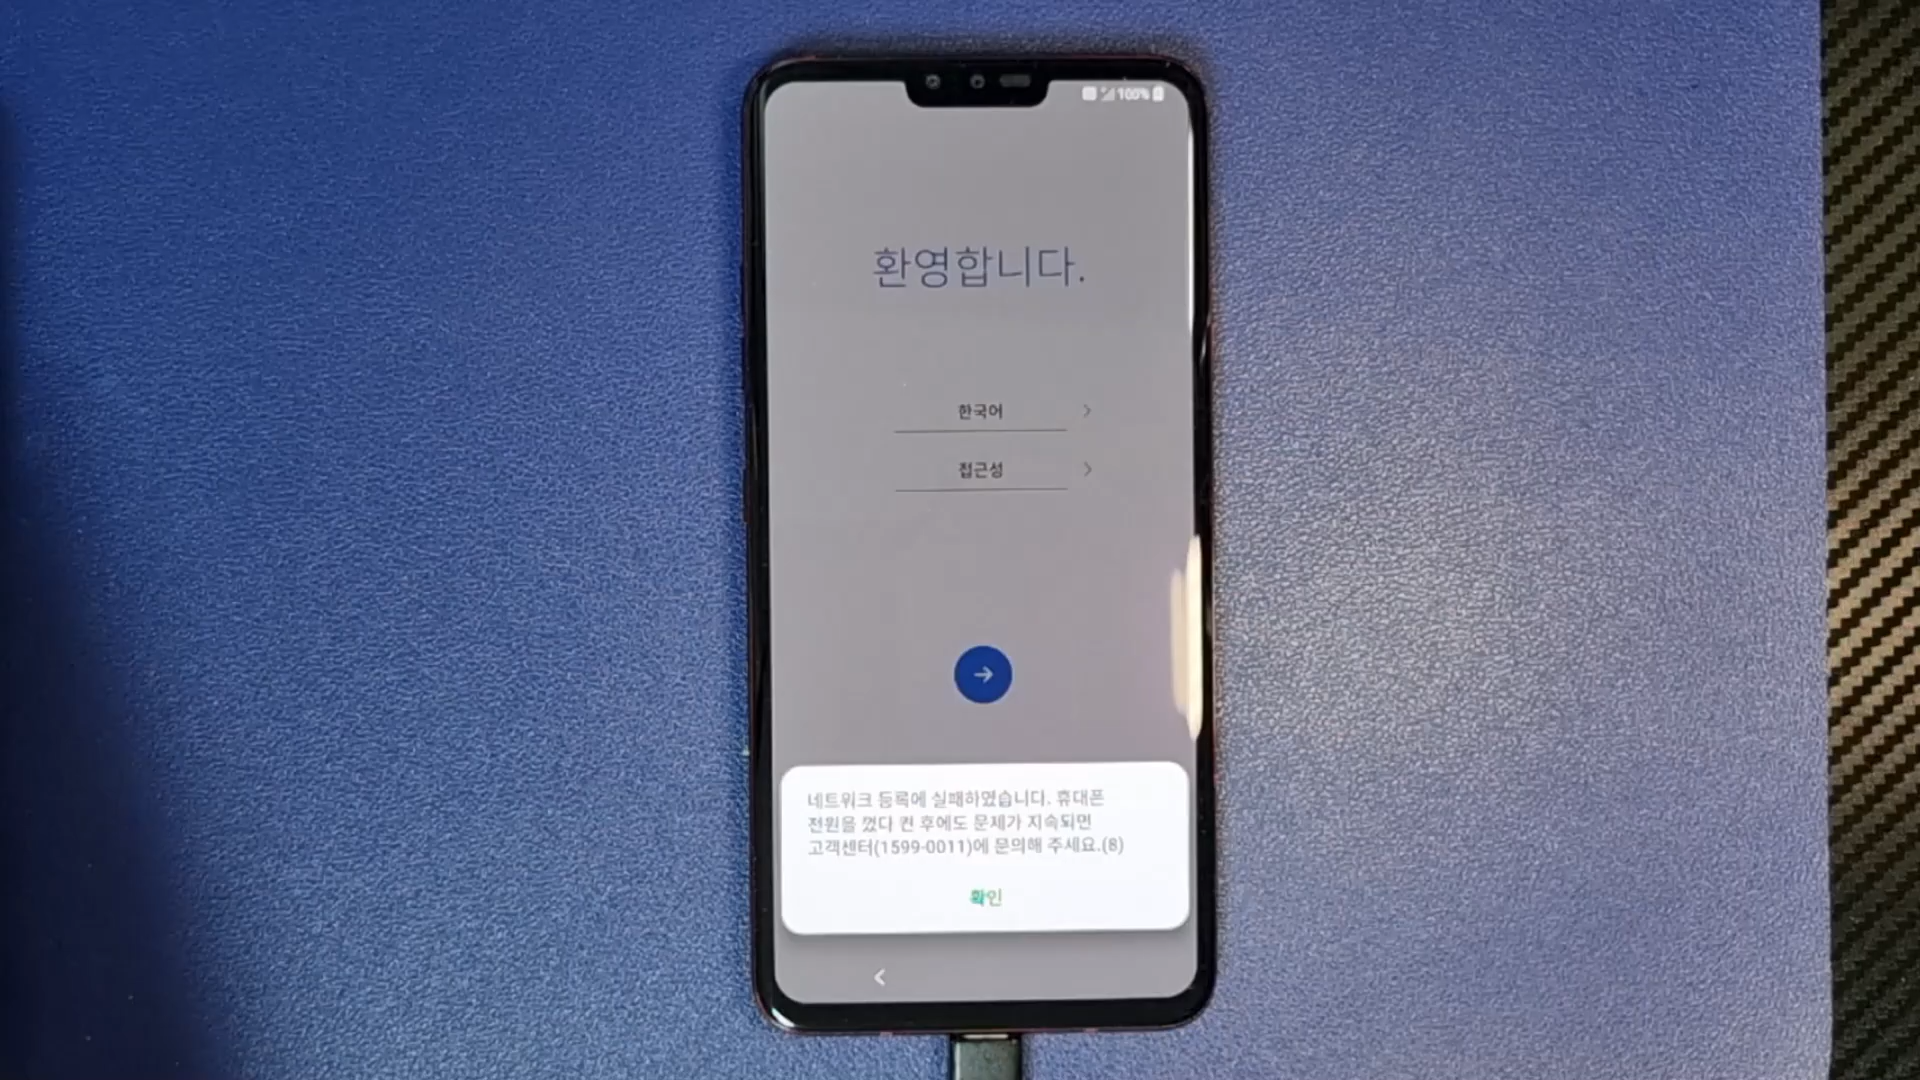 100%
환영합니다.
한국어
접근성
네트워크 등록에 실패하였습니다. 휴대폰
전원을 껐다 켠 후에도 문제가 지속되면
고객센터(1599-0011)에 문의해 주세요.(8)
확인